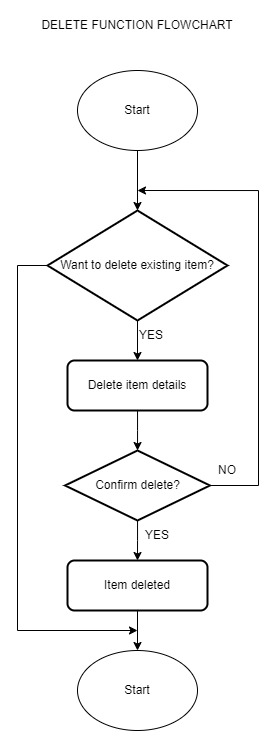 DELETE FUNCTION FLOWCHART
Start
Want to delete existing item?
YES
Delete item details
Confirm delete?
NO
YES
Item deleted
Start